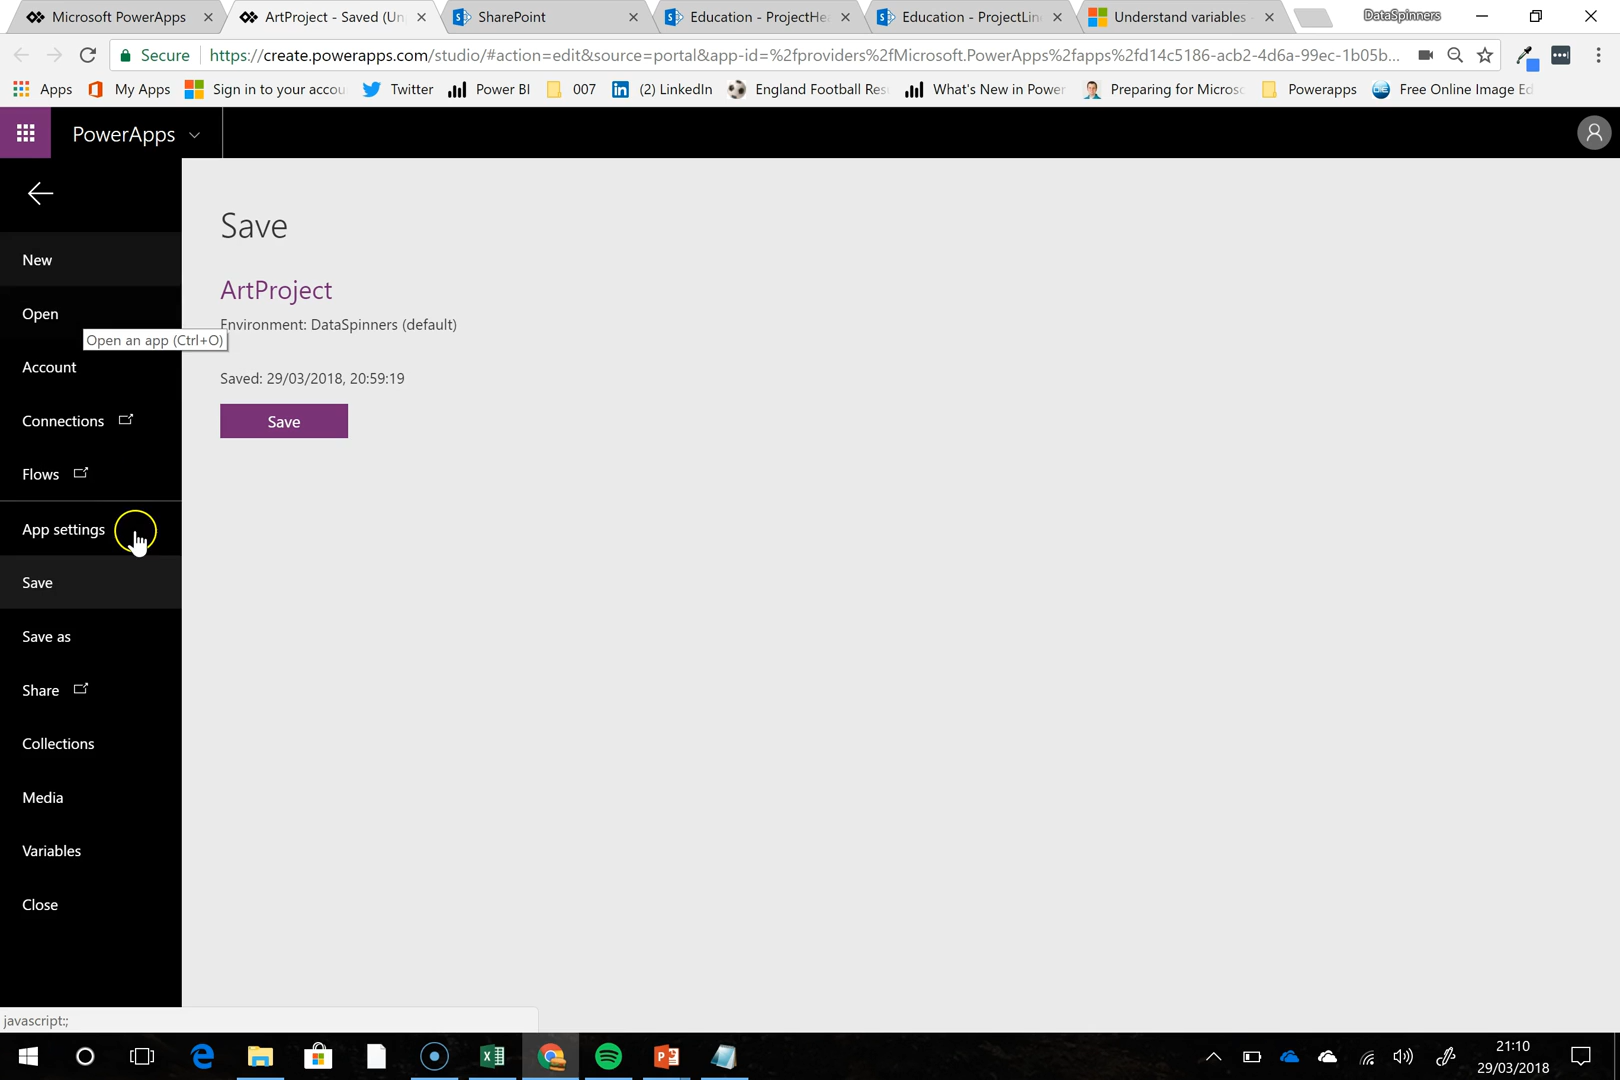 Microsoft PowerApps
ArtProject - Saved (Un
SharePoint
Education - ProjectHe
Education - ProjectLin
Understand variables
DataSpinners
Secure
https://create.powerapps.com/studio/#action=edit&source=portal&app-id=%2fproviders%2fMicrosoft.PowerApps%2fapps%2fd14c5186-acb2-4d6a-99ec-1b05b...
Apps
My Apps
Sign in to your accou
Twitter
Power BI
007
(2) LinkedIn
England Football Res
What's New in Power
Preparing for Microso
Powerapps
Free Online Image Ed
PowerApps
New
Open
Open an app (Ctrl+O)
Account
Connections
Flows
App settings
Save
Save as
Share
Collections
Media
Variables
Close
Save
ArtProject
Environment: DataSpinners (default)
Saved: 29/03/2018, 20:59:19
Save
javascript:;
21:10
29/03/2018